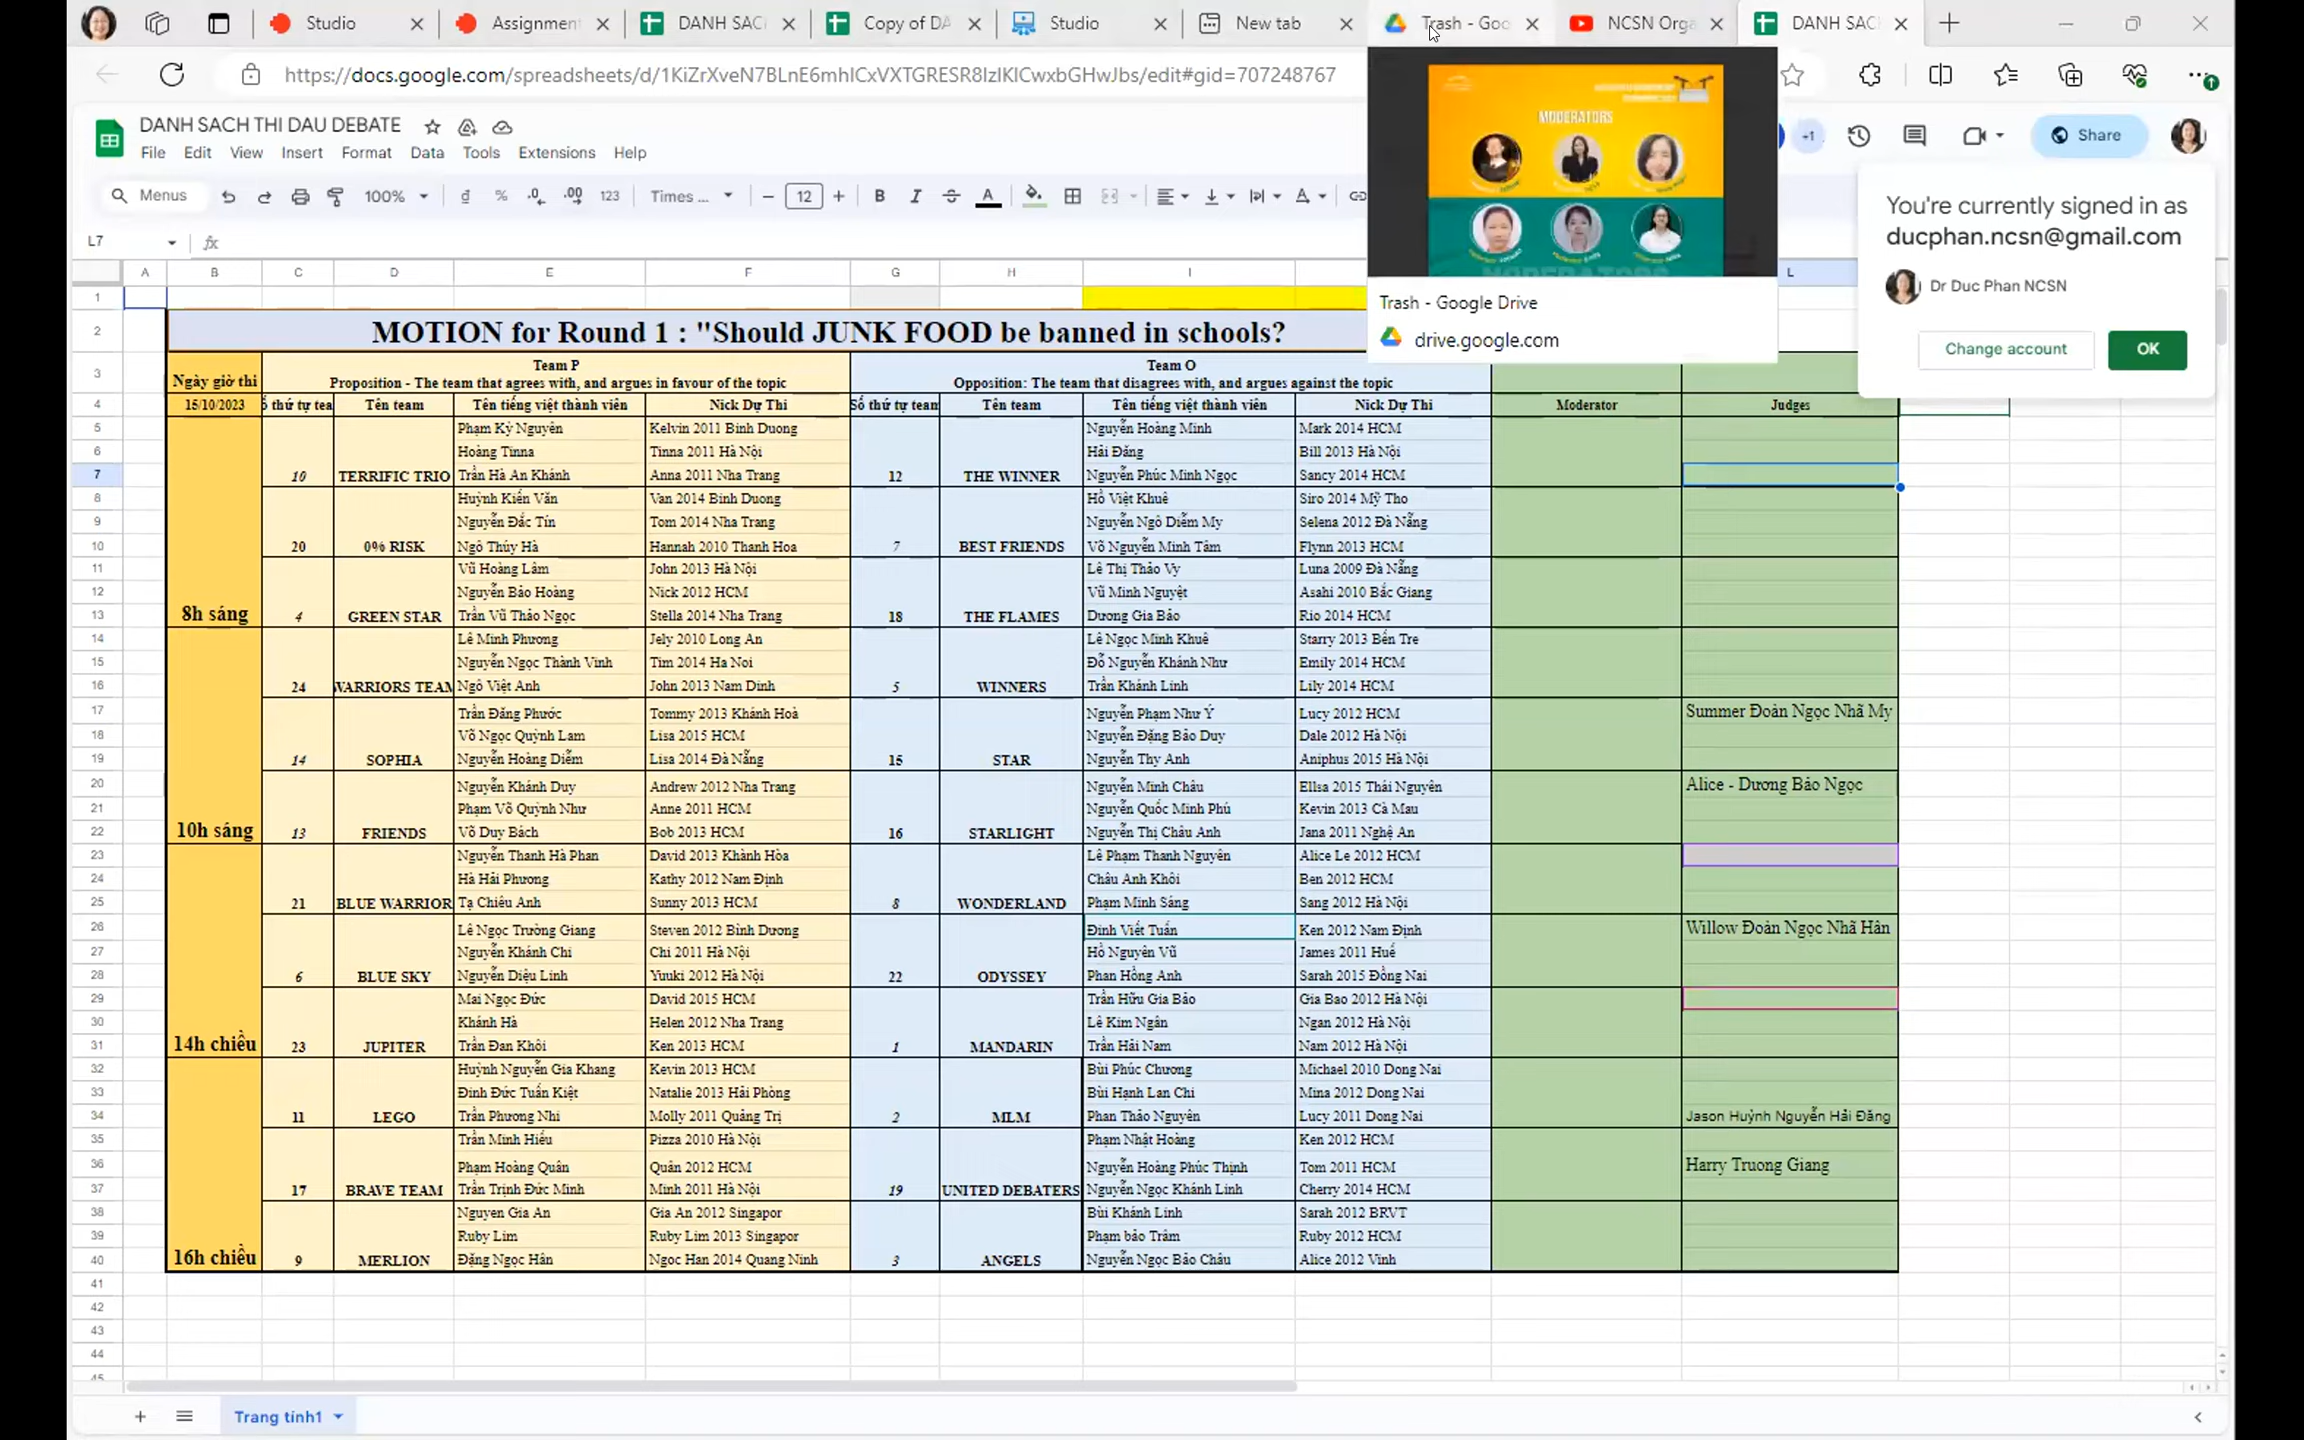 Studio
Assignment
DANH SAC
Copy of DA
Studio
New tab
Trash - Goo
NCSN Orga
DANH SAC
https://docs.google.com/spreadsheets/d/1KiZrXveN7BLnE6mhICxVXTGRESR8IzIKICwxbGHwJbs/edit#gid=707248767
DANH SACH THI DAU DEBATE
File Edit View Insert Format Data Tools Extensions Help
+1
Share
Menus
100%
đ % .0 .00 123
Times ...
12
B I A
L7
fx
MODERATORS
Trash - Google Drive
drive.google.com
You're currently signed in as
ducphan.ncsn@gmail.com
Dr Duc Phan NCSN
Change account
OK
A B C D E F G H I L
1
2 MOTION for Round 1 : "Should JUNK FOOD be banned in schools?
Team P
Team O
3 Ngày giờ thi Proposition - The team that agrees with, and argues in favour of the topic Opposition: The team that disagrees with, and argues against the topic
4 15/10/2023 ố thứ tự tea Tên team Tên tiếng việt thành viên Nick Dự Thi Số thứ tự team Tên team Tên tiếng việt thành viên Nick Dự Thi Moderator Judges
5 Phạm Kỳ Nguyên Kelvin 2011 Binh Duong Nguyễn Hoàng Minh Mark 2014 HCM
6 Hoàng Tinna Tinna 2011 Hà Nội Hải Đăng Bill 2013 Hà Nội
7 10 TERRIFIC TRIO Trần Hà An Khánh Anna 2011 Nha Trang 12 THE WINNER Nguyễn Phúc Minh Ngọc Sancy 2014 HCM
8 Huỳnh Kiến Văn Van 2014 Binh Duong Hồ Việt Khuê Siro 2014 Mỹ Tho
9 Nguyễn Đắc Tín Tom 2014 Nha Trang Nguyễn Ngô Diễm My Selena 2012 Đà Nẵng
10 20 0% RISK Ngô Thúy Hà Hannah 2010 Thanh Hoa 7 BEST FRIENDS Võ Nguyễn Minh Tâm Flynn 2013 HCM
11 Vũ Hoàng Lâm John 2013 Hà Nội Lê Thị Thảo Vy Luna 2009 Đà Nẵng
12 Nguyễn Bảo Hoàng Nick 2012 HCM Vũ Minh Nguyệt Asahi 2010 Bắc Giang
13 8h sáng 4 GREEN STAR Trần Vũ Thảo Ngọc Stella 2014 Nha Trang 18 THE FLAMES Dương Gia Bảo Rio 2014 HCM
14 Lê Minh Phương Jely 2010 Long An Lê Ngọc Minh Khuê Starry 2013 Bến Tre
15 Nguyễn Ngọc Thành Vinh Tim 2014 Ha Noi Đỗ Nguyễn Khánh Như Emily 2014 HCM
16 24 WARRIORS TEAM Ngô Việt Anh John 2013 Nam Dinh 5 WINNERS Trần Khánh Linh Lily 2014 HCM
17 Trần Đăng Phước Tommy 2013 Khánh Hoà Nguyễn Phạm Như Ý Lucy 2012 HCM Summer Đoàn Ngọc Nhã My
18 Võ Ngọc Quỳnh Lam Lisa 2015 HCM Nguyễn Đặng Bảo Duy Dale 2012 Hà Nội
19 14 SOPHIA Nguyễn Hoàng Diễm Lisa 2014 Đà Nẵng 15 STAR Nguyễn Thy Anh Aniphus 2015 Hà Nội
20 Nguyễn Khánh Duy Andrew 2012 Nha Trang Nguyễn Minh Châu Ellsa 2015 Thái Nguyên Alice - Dương Bảo Ngọc
21 Phạm Võ Quỳnh Như Anne 2011 HCM Nguyễn Quốc Minh Phú Kevin 2013 Cà Mau
22 10h sáng 13 FRIENDS Võ Duy Bách Bob 2013 HCM 16 STARLIGHT Nguyễn Thị Châu Anh Jana 2011 Nghệ An
23 Nguyễn Thanh Hà Phan David 2013 Khành Hòa Lê Phạm Thanh Nguyên Alice Le 2012 HCM
24 Hà Hải Phương Kathy 2012 Nam Định Châu Anh Khôi Ben 2012 HCM
25 21 BLUE WARRIOR Tạ Chiêu Anh Sunny 2013 HCM 8 WONDERLAND Phạm Minh Sáng Sang 2012 Hà Nội
26 Lê Ngọc Trường Giang Steven 2012 Bình Dương Đinh Viết Tuấn Ken 2012 Nam Định Willow Đoàn Ngọc Nhã Hân
27 Nguyễn Khánh Chi Chi 2011 Hà Nội Hồ Nguyên Vũ James 2011 Huế
28 6 BLUE SKY Nguyễn Diệu Linh Yuuki 2012 Hà Nội 22 ODYSSEY Phan Hồng Anh Sarah 2015 Đồng Nai
29 Mai Ngọc Đức David 2015 HCM Trần Hữu Gia Bảo Gia Bao 2012 Hà Nội
30 Khánh Hà Helen 2012 Nha Trang Lê Kim Ngân Ngan 2012 Hà Nội
31 14h chiều 23 JUPITER Trần Đan Khôi Ken 2013 HCM 1 MANDARIN Trần Hải Nam Nam 2012 Hà Nội
32 Huỳnh Nguyễn Gia Khang Kevin 2013 HCM Bùi Phúc Chương Michael 2010 Dong Nai
33 Đinh Đức Tuấn Kiệt Natalie 2013 Hải Phòng Bùi Hạnh Lan Chi Mina 2012 Dong Nai
34 11 LEGO Trần Phương Nhi Molly 2011 Quảng Trị 2 MLM Phan Thảo Nguyên Lucy 2011 Dong Nai Jason Huỳnh Nguyễn Hải Đăng
35 Trần Minh Hiếu Pizza 2010 Hà Nội Phạm Nhật Hoàng Ken 2012 HCM
36 Phạm Hoàng Quân Quân 2012 HCM Nguyễn Hoàng Phúc Thịnh Tom 2011 HCM Harry Truong Giang
37 17 BRAVE TEAM Trần Trịnh Đức Minh Minh 2011 Hà Nội 19 UNITED DEBATERS Nguyễn Ngọc Khánh Linh Cherry 2014 HCM
38 Nguyen Gia An Gia An 2012 Singapor Bùi Khánh Linh Sarah 2012 BRVT
39 Ruby Lim Ruby Lim 2013 Singapor Phạm bảo Trâm Ruby 2012 HCM
40 16h chiều 9 MERLION Đặng Ngọc Hân Ngoc Han 2014 Quang Ninh 3 ANGELS Nguyễn Ngọc Bảo Châu Alice 2012 Vinh
41
42
43
44
45
Trang tính1